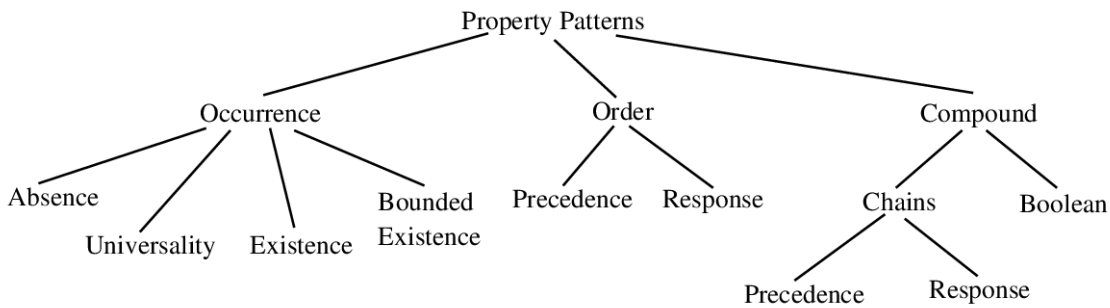 Property Patterns
Occurrence
Order
Compound
Absence
Universality
Existence
Bounded
Existence
Precedence
Response
Chains
Boolean
Precedence
Response